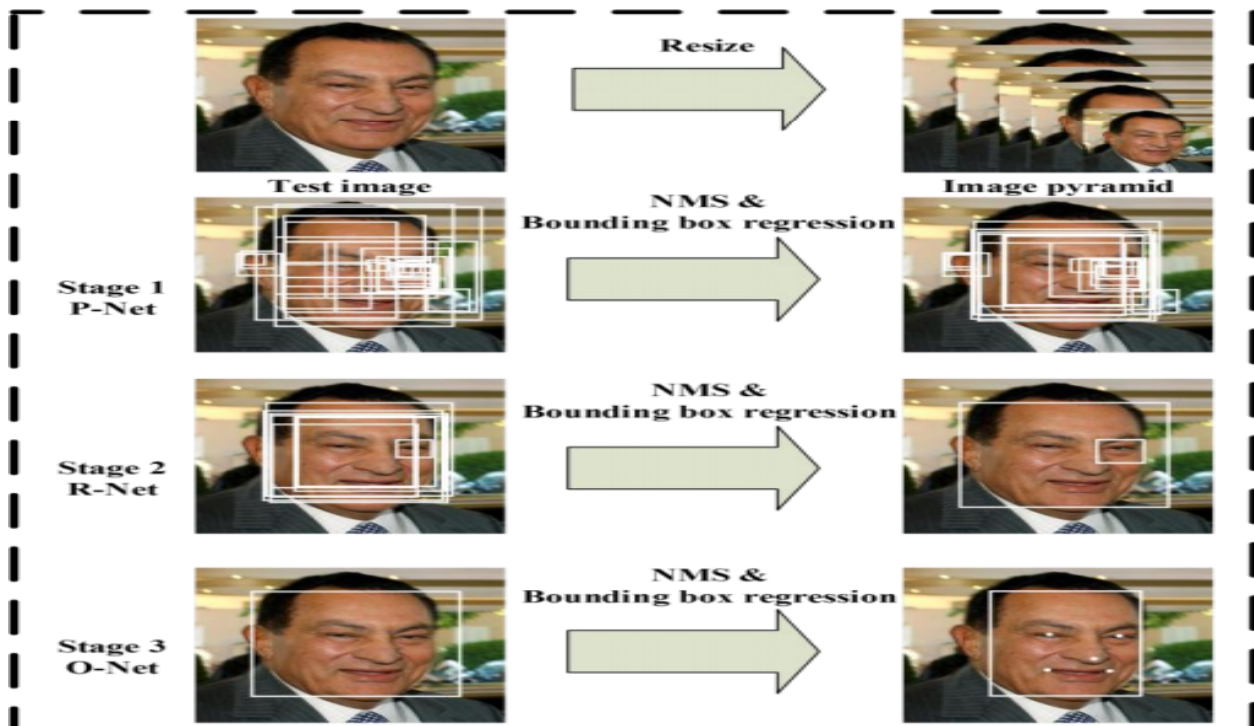 Resize
Test image
Image pyramid
NMS &
Bounding box regression
Stage 1
P-Net
NMS &
Bounding box regression
Stage 2
R-Net
NMS &
Bounding box regression
Stage 3
O-Net